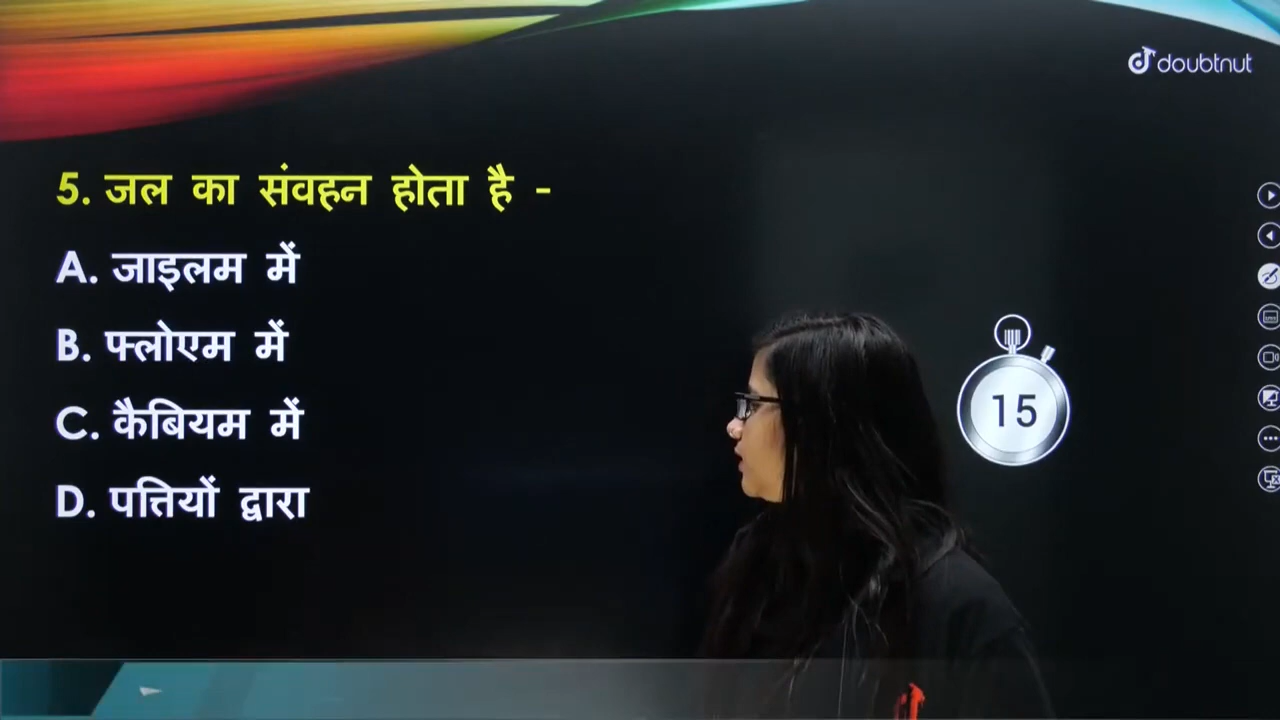 doubtnut
5. जल का संवहन होता है -
A. जाइलम में
B. फ्लोएम में
C. कैबियम में
D. पत्तियों द्वारा
15